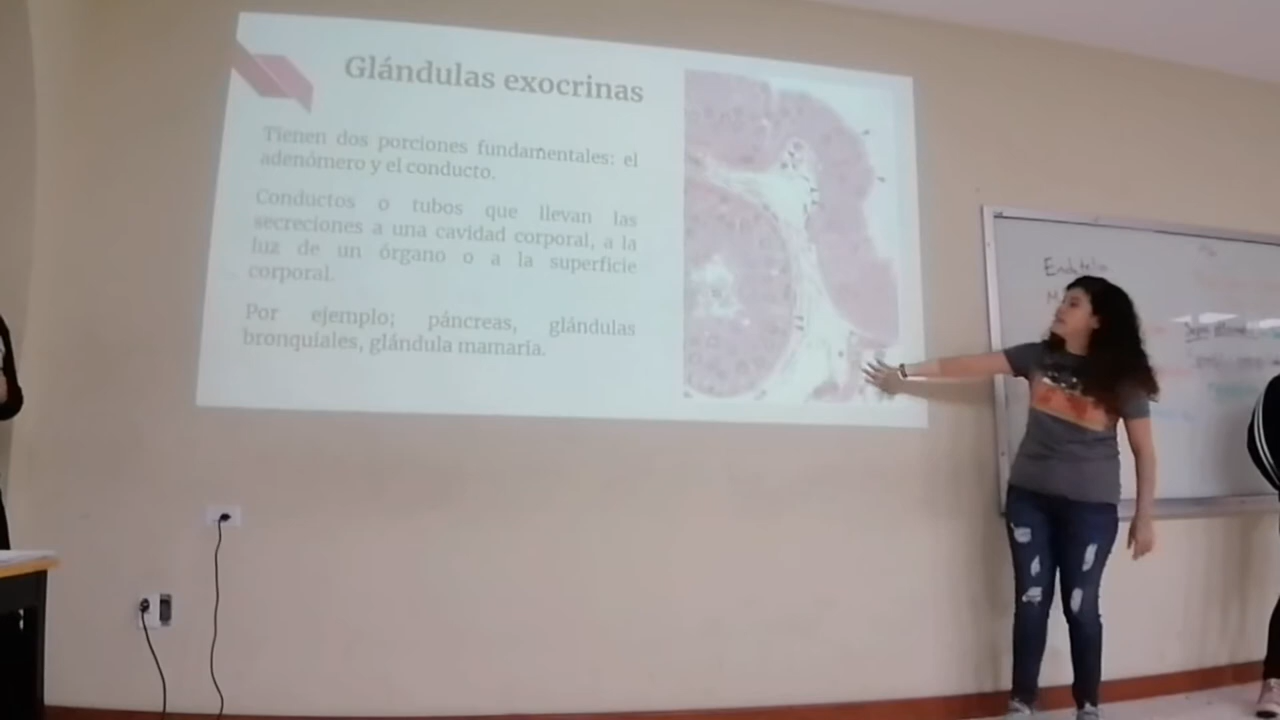 Glándulas exocrinas
Tienen dos porciones fundamentales: el
adenómero y el conducto.
Conductos o tubos que llevan las
secreciones a una cavidad corporal, a la
luz de un órgano o a la superficie
corporal.
Por ejemplo; páncreas, glándulas
bronquiales, glándula mamaria.